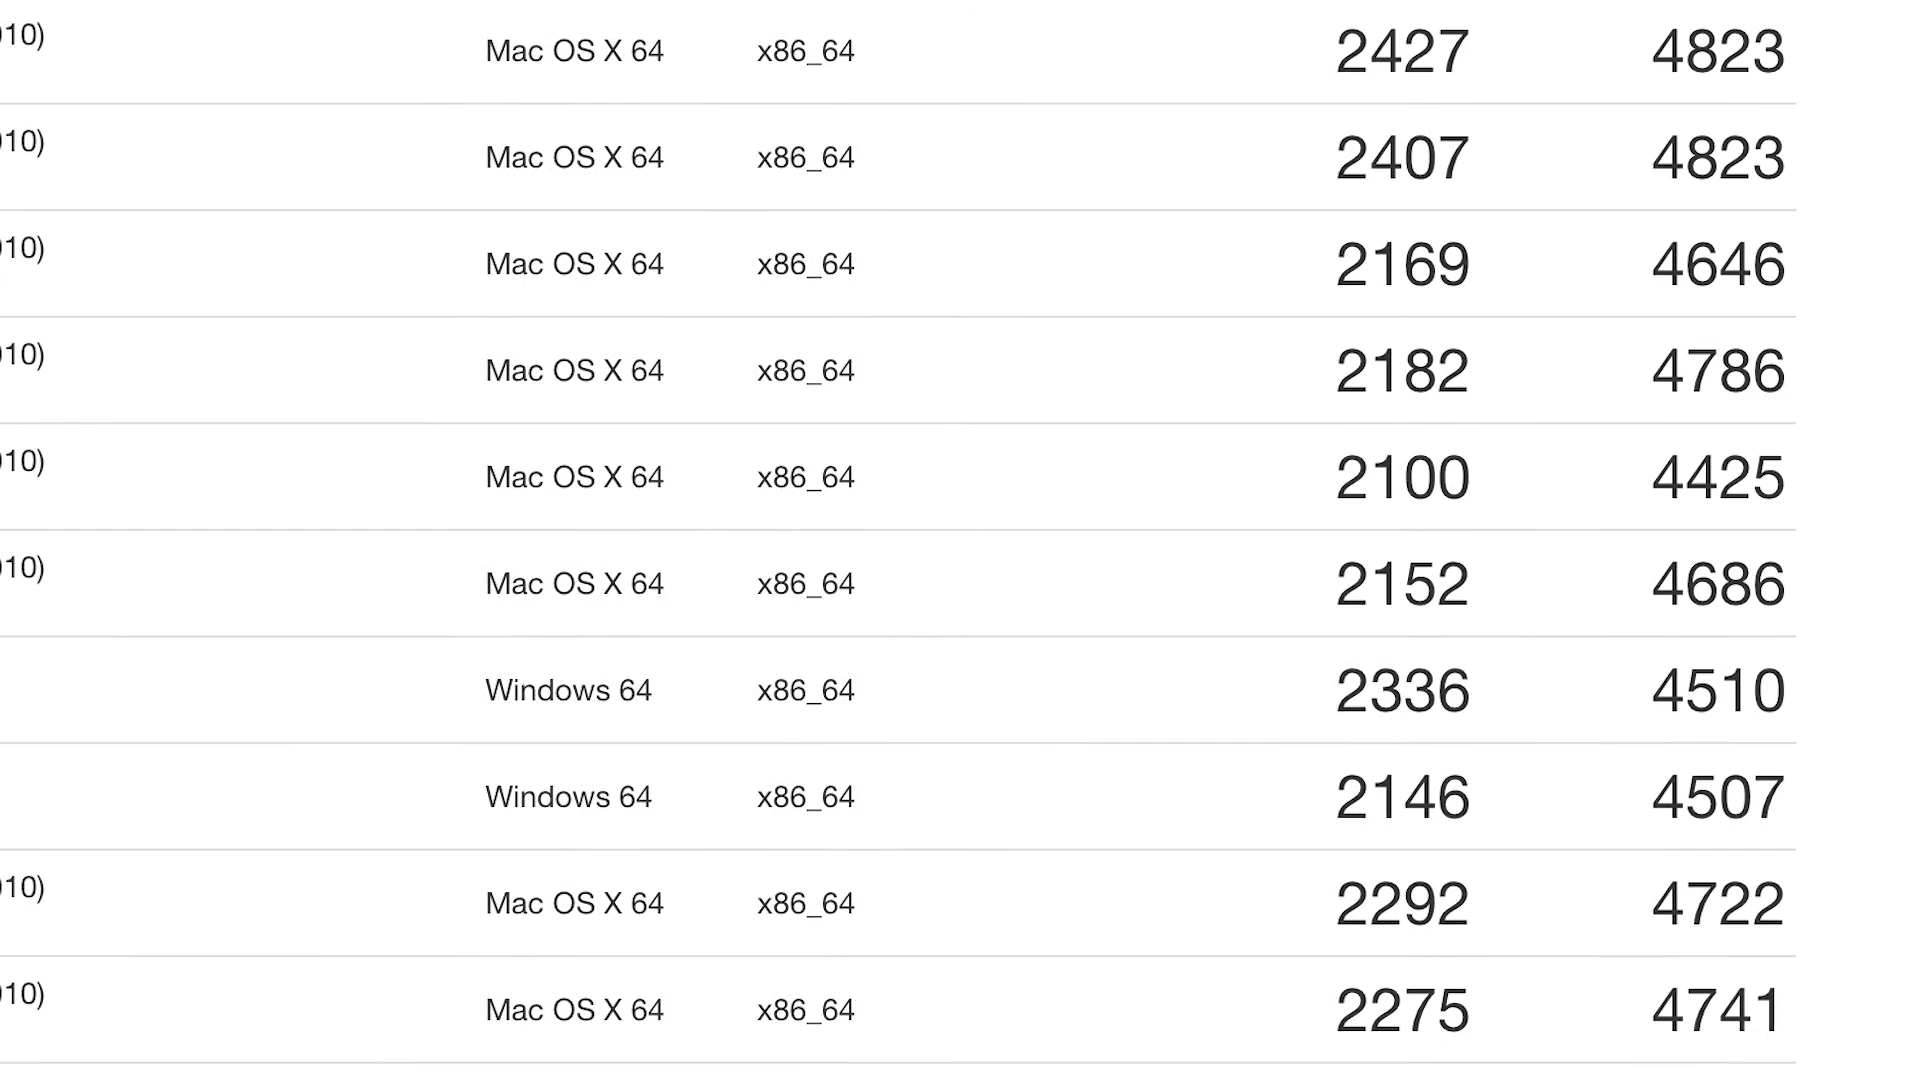 10) Mac OS X 64 x86_64 2427 4823
10) Mac OS X 64 x86_64 2407 4823
10) Mac OS X 64 x86_64 2169 4646
10) Mac OS X 64 x86_64 2182 4786
10) Mac OS X 64 x86_64 2100 4425
10) Mac OS X 64 x86_64 2152 4686
Windows 64 x86_64 2336 4510
Windows 64 x86_64 2146 4507
10) Mac OS X 64 x86_64 2292 4722
10) Mac OS X 64 x86_64 2275 4741